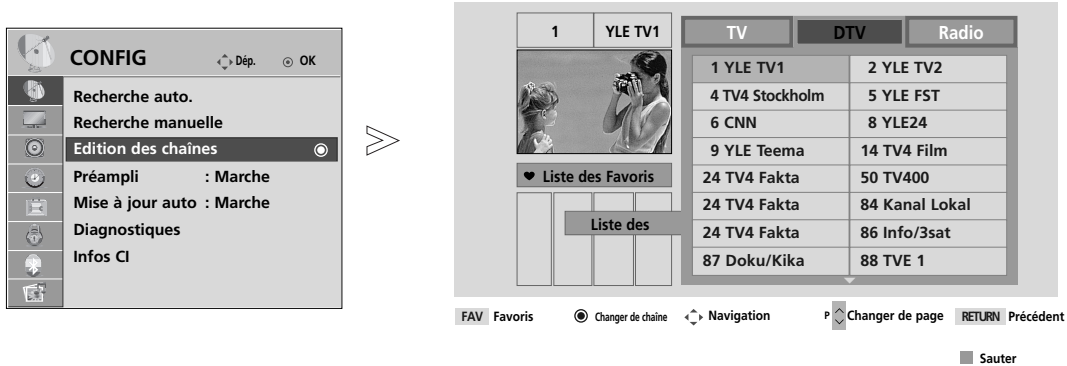 CONFIG Dép. OK
Recherche auto.
Recherche manuelle
Edition des chaînes
Préampli : Marche
Mise à jour auto : Marche
Diagnostiques
Infos CI
1 YLE TV1
TV DTV Radio
1 YLE TV1 2 YLE TV2
4 TV4 Stockholm 5 YLE FST
6 CNN 8 YLE24
9 YLE Teema 14 TV4 Film
24 TV4 Fakta 50 TV400
24 TV4 Fakta 84 Kanal Lokal
24 TV4 Fakta 86 Info/3sat
87 Doku/Kika 88 TVE 1
Liste des Favoris
Liste des
FAV Favoris Changer de chaîne Navigation P Changer de page RETURN Précédent
Sauter